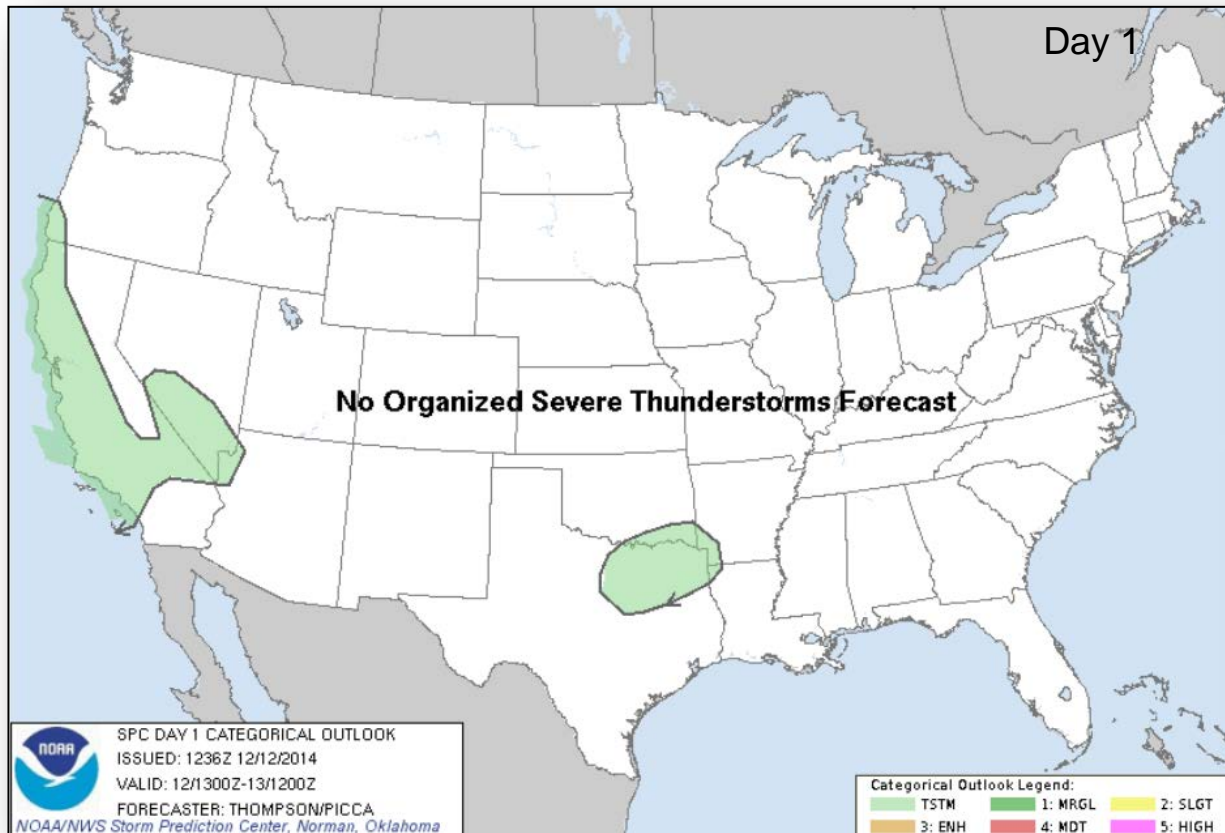 Day 1
No Organized Severe Thunderstorms Forecast
NOAA
SPC DAY 1 CATEGORICAL OUTLOOK
ISSUED: 1236Z 12/12/2014
VALID: 12/1300Z-13/1200Z
FORECASTER: THOMPSON/PICCA
NOAA/NWS Storm Prediction Center, Norman, Oklahoma
Categorical Outlook Legend:
TSTM 1: MRGL 2: SLGT
3: ENH 4: MDT 5: HIGH